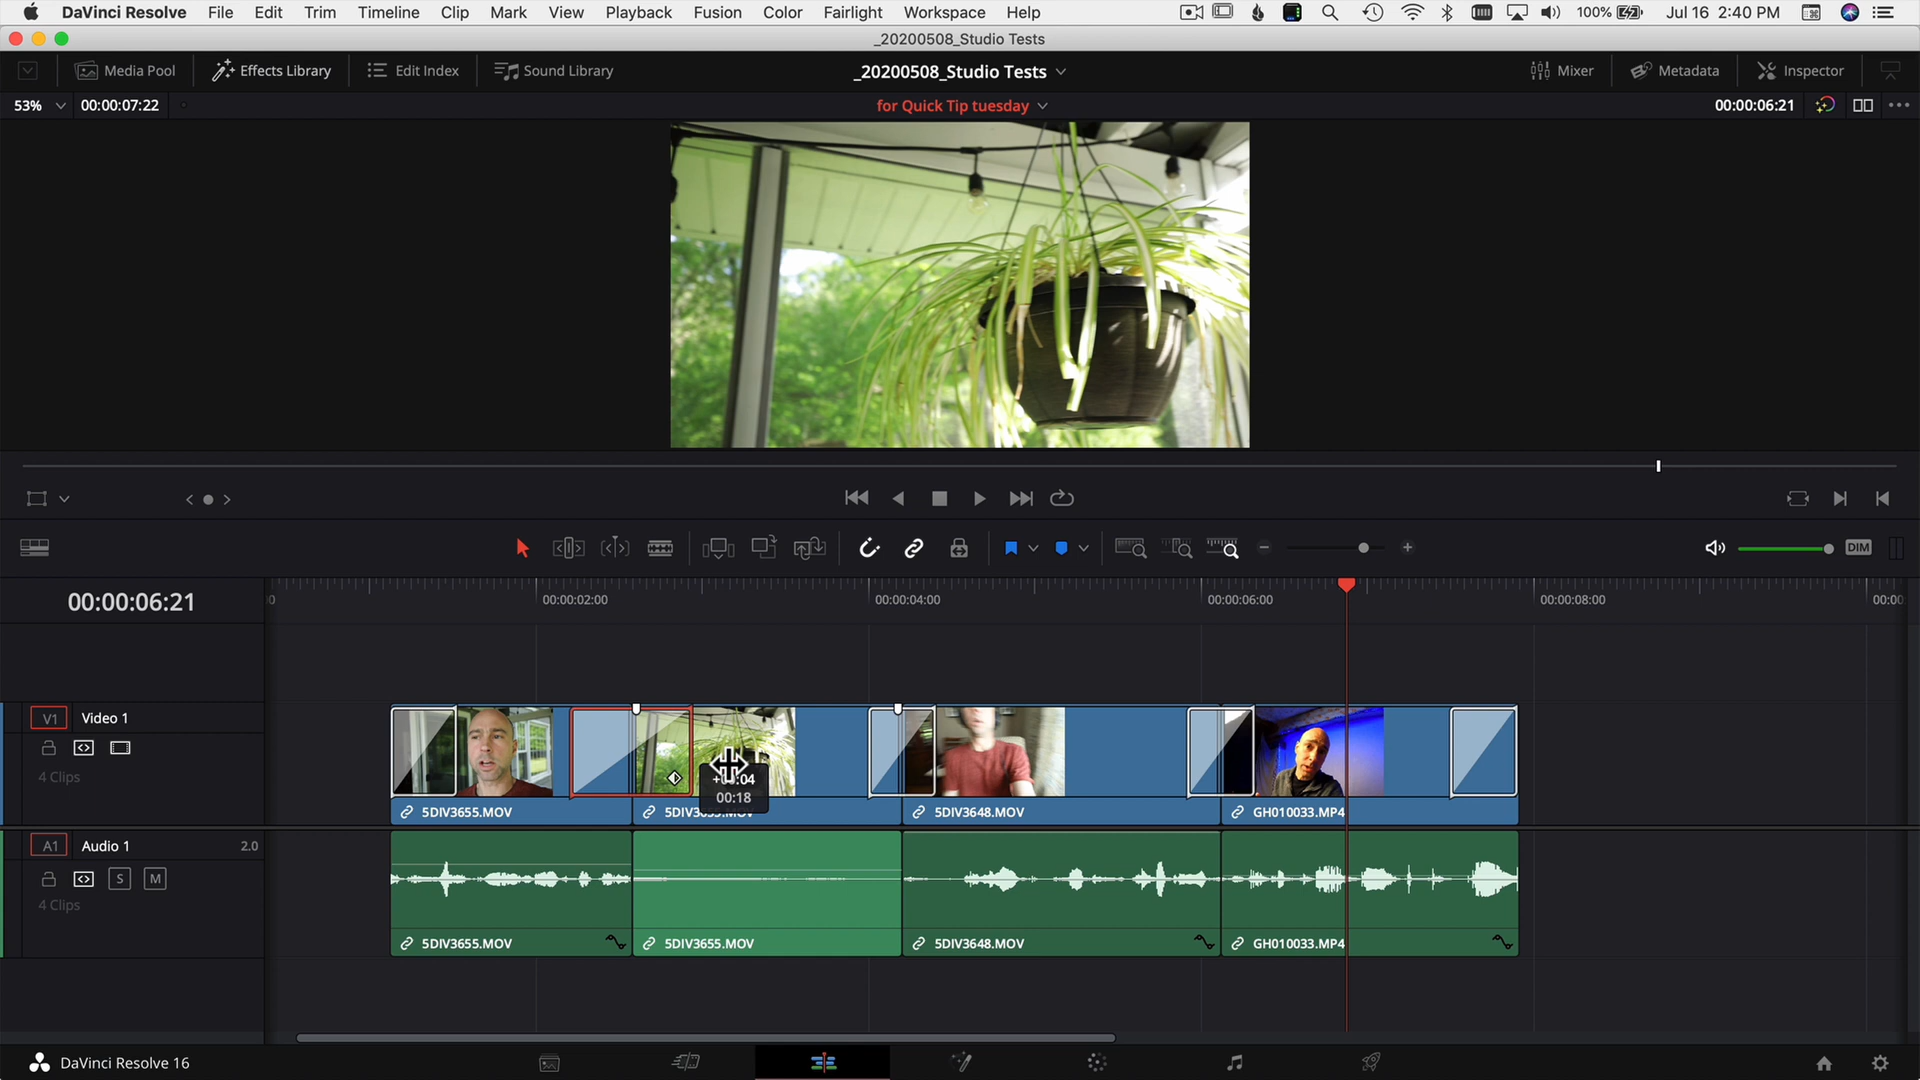 DaVinci Resolve File Edit Trim Timeline Clip Mark View Playback Fusion Color Fairlight Workspace Help 100% Jul 16 2:40 PM
_20200508_Studio Tests
Media Pool Effects Library Edit Index Sound Library _20200508_Studio Tests Mixer Metadata Inspector
53% 00:00:07:22 for Quick Tip tuesday 00:00:06:21
DIM
00:00:06:21 00:00:02:00 00:00:04:00 00:00:06:00 00:00:08:00
V1 Video 1
4 Clips
00:18
5DIV3655.MOV 5DIV3648.MOV GH010033.MP4
A1 Audio 1 2.0
S M
4 Clips
5DIV3655.MOV 5DIV3655.MOV 5DIV3648.MOV GH010033.MP4
DaVinci Resolve 16